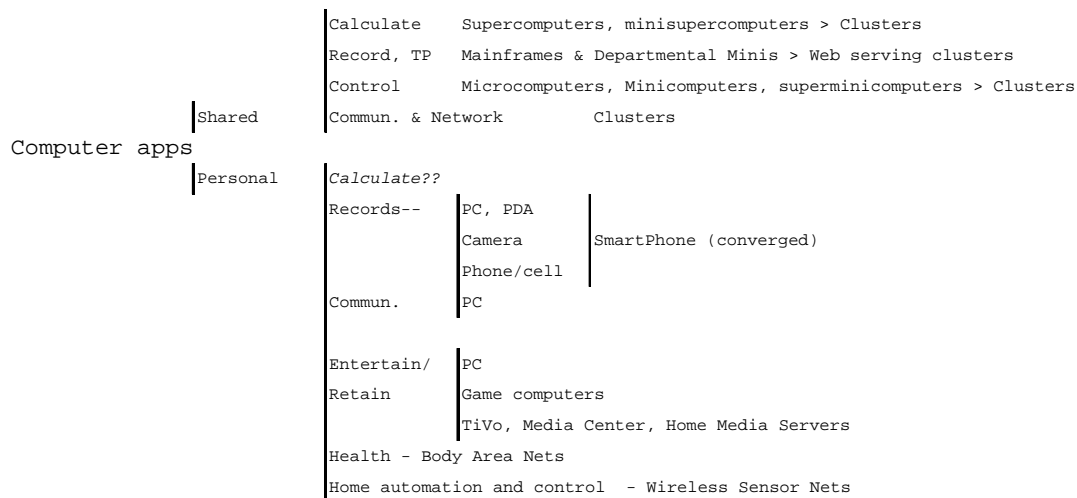 Calculate Supercomputers, minisupercomputers > Clusters
Record, TP Mainframes & Departmental Minis > Web serving clusters
Control Microcomputers, Minicomputers, superminicomputers > Clusters
Shared Commun. & Network Clusters
Computer apps
Personal Calculate??
Records-- PC, PDA
Camera SmartPhone (converged)
Phone/cell
Commun. PC
Entertain/ PC
Retain Game computers
TiVo, Media Center, Home Media Servers
Health - Body Area Nets
Home automation and control - Wireless Sensor Nets